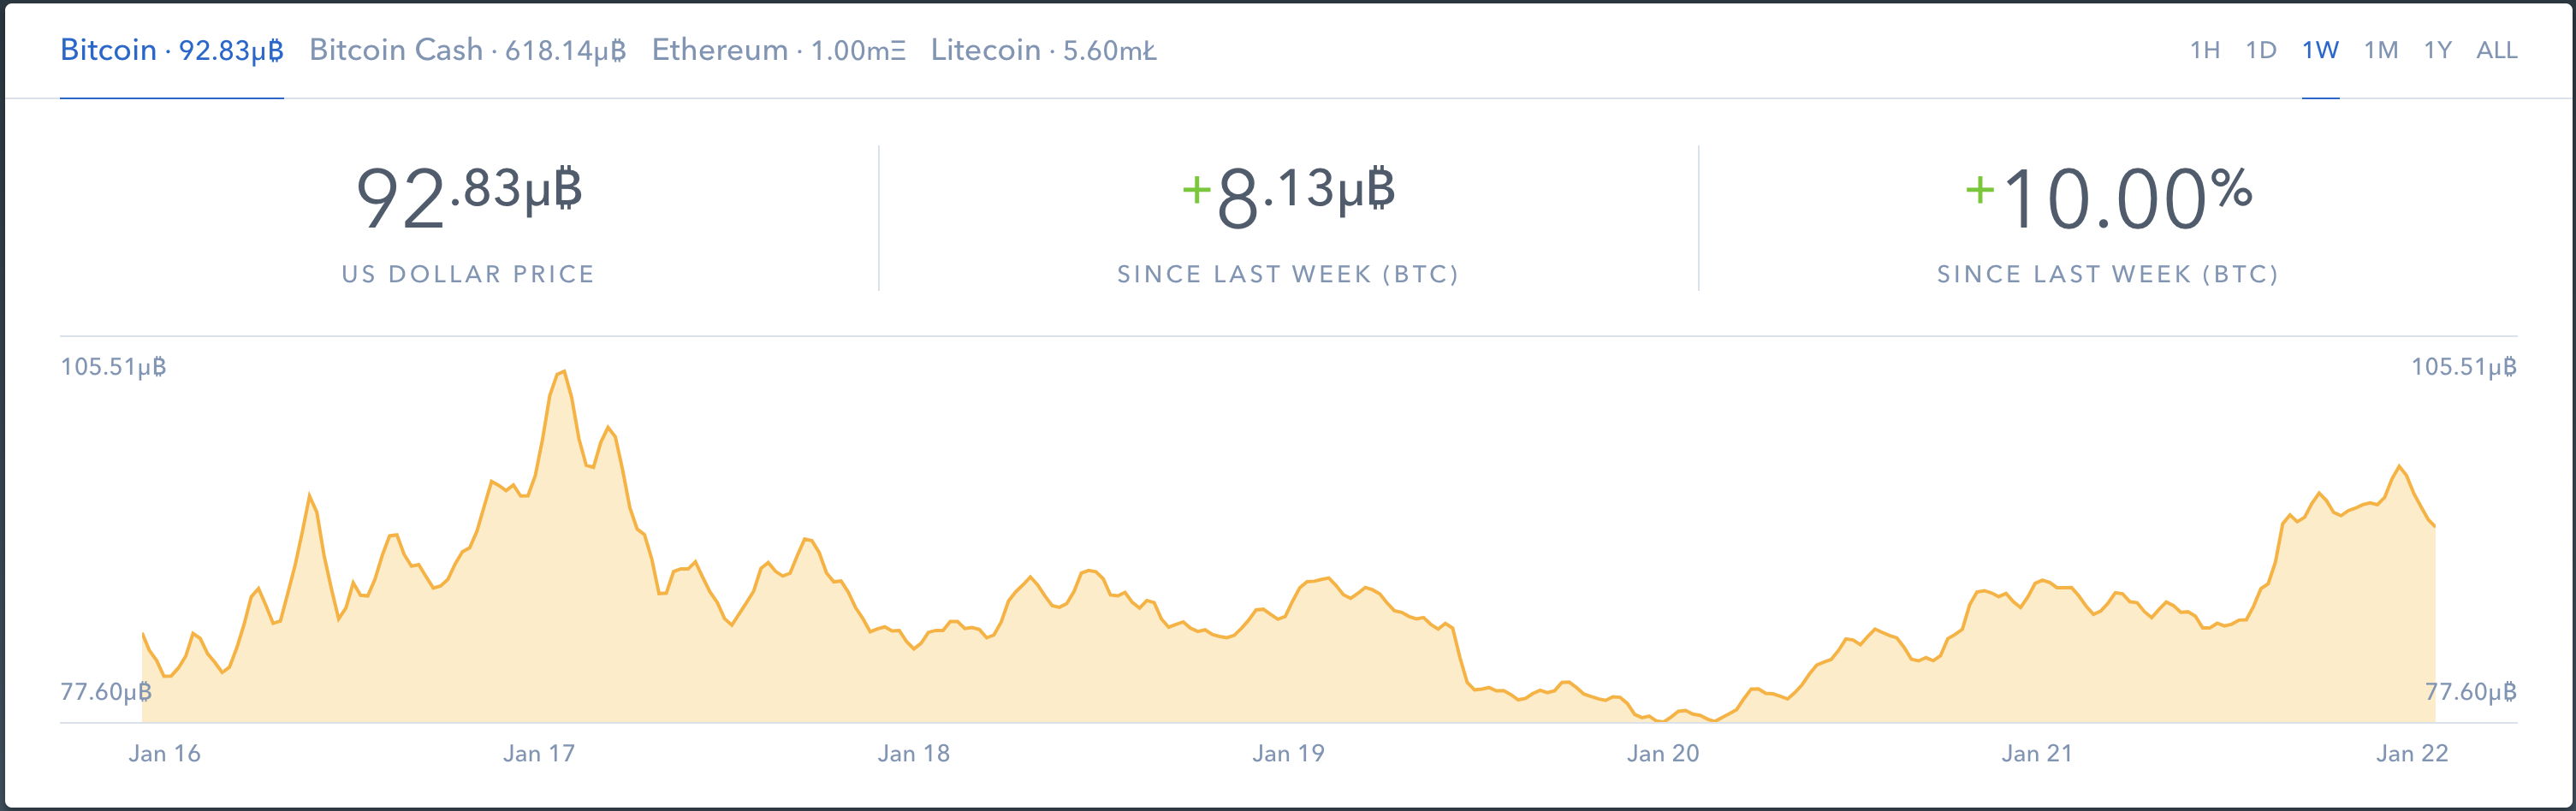 Bitcoin · 92.83µ₿ Bitcoin Cash · 618.14µ₿ Ethereum · 1.00mΞ Litecoin · 5.60mŁ 1H 1D 1W 1M 1Y ALL
92.83µ₿ +8.13µ₿ +10.00%
US DOLLAR PRICE SINCE LAST WEEK (BTC) SINCE LAST WEEK (BTC)
105.51µ₿ 105.51µ₿
77.60µ₿ 77.60µ₿
Jan 16 Jan 17 Jan 18 Jan 19 Jan 20 Jan 21 Jan 22